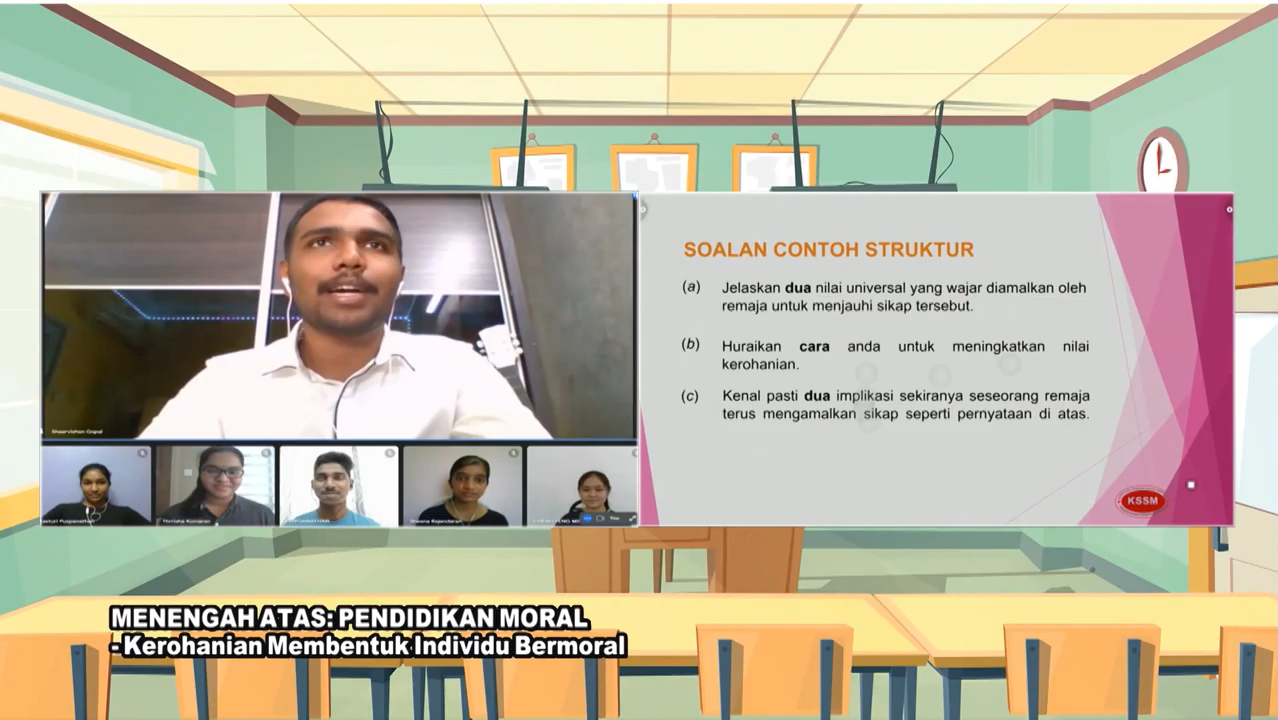 SOALAN CONTOH STRUKTUR
(a) Jelaskan dua nilai universal yang wajar diamalkan oleh
remaja untuk menjauhi sikap tersebut.
(b) Huraikan cara anda untuk meningkatkan nilai
kerohanian.
(c) Kenal pasti dua implikasi sekiranya seseorang remaja
terus mengamalkan sikap seperti pernyataan di atas.
KSSM
Shaarvishen Gopal
MENENGAH ATAS: PENDIDIKAN MORAL
- Kerohanian Membentuk Individu Bermoral